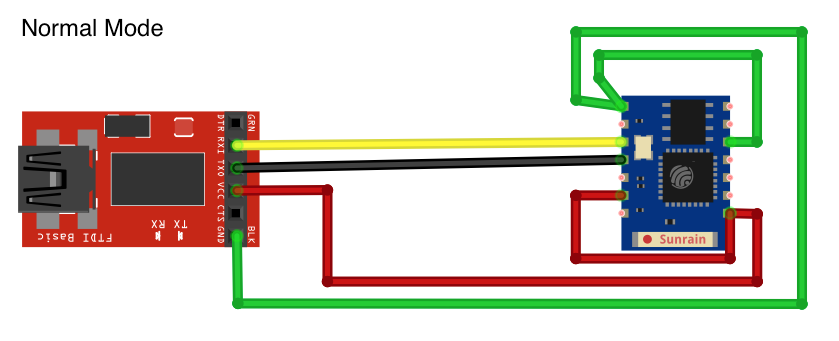 Normal Mode
DTR
RXI
TXO
VCC
CTS
GND
GRN
BLK
TX RX
FTDI Basic
Sunrain